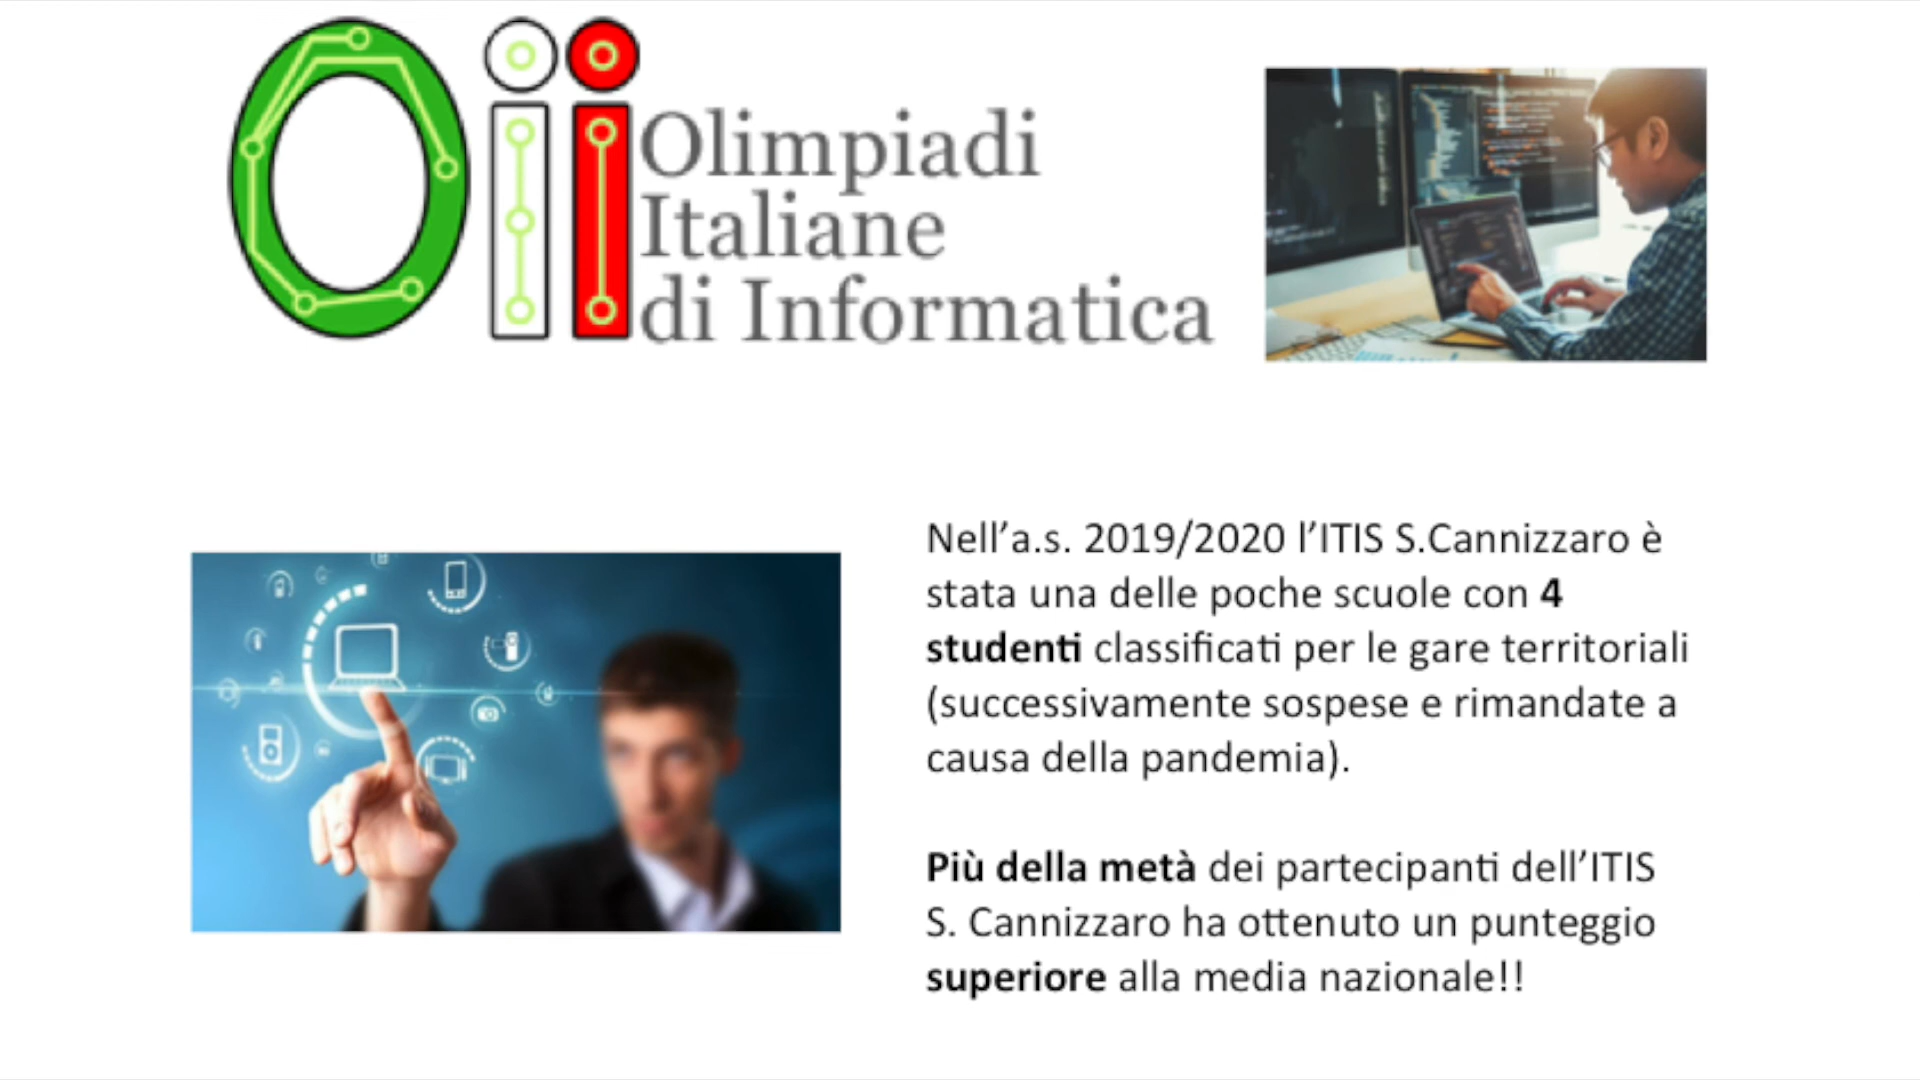 Oii
Olimpiadi
Italiane
di Informatica
Nell'a.s. 2019/2020 l'ITIS S.Cannizzaro è
stata una delle poche scuole con 4
studenti classificati per le gare territoriali
(successivamente sospese e rimandate a
causa della pandemia).
Più della metà dei partecipanti dell'ITIS
S. Cannizzaro ha ottenuto un punteggio
superiore alla media nazionale!!